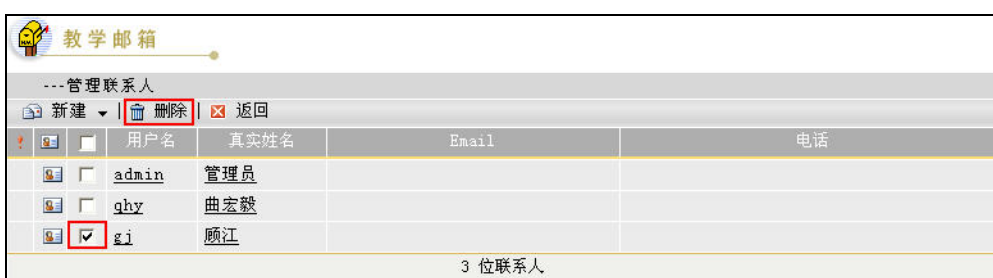 教学邮箱
---管理联系人
新建 | 删除 | 返回
用户名 真实姓名 Email 电话
admin 管理员
qhy 曲宏毅
gj 顾江
3 位联系人